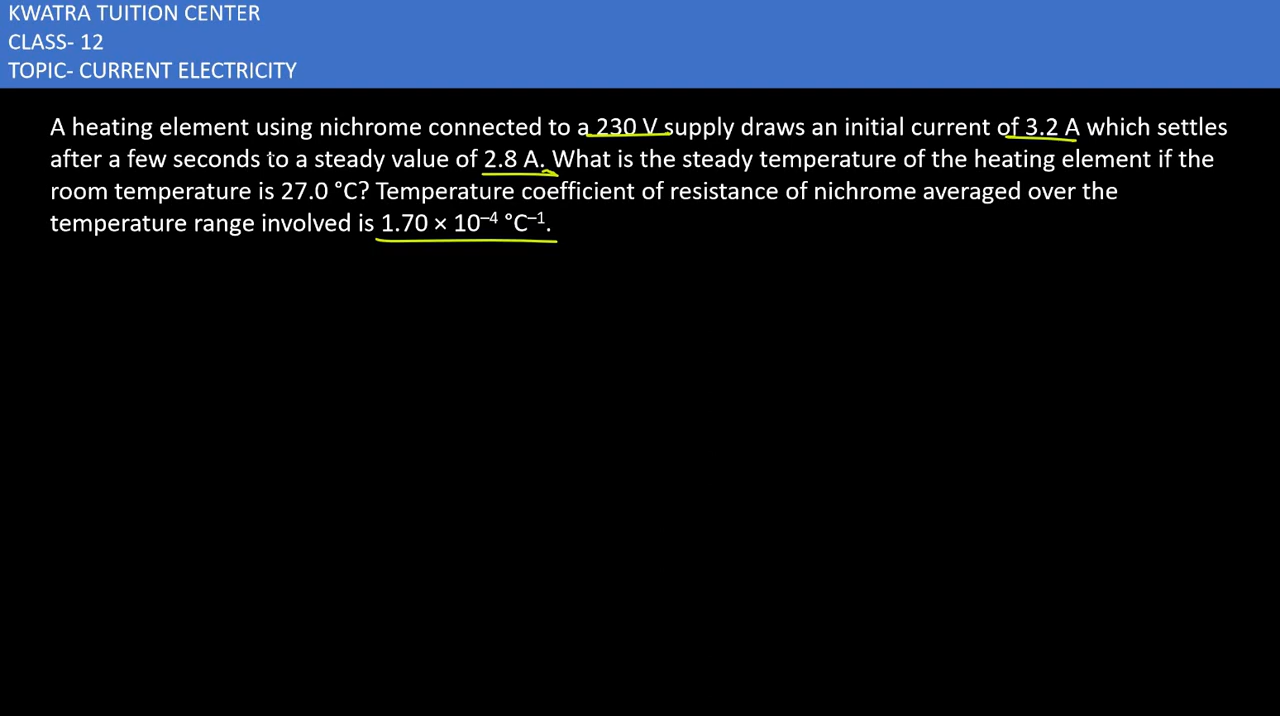 KWATRA TUITION CENTER
CLASS- 12
TOPIC- CURRENT ELECTRICITY
A heating element using nichrome connected to a 230 V supply draws an initial current of 3.2 A which settles
after a few seconds to a steady value of 2.8 A. What is the steady temperature of the heating element if the
room temperature is 27.0 °C? Temperature coefficient of resistance of nichrome averaged over the
temperature range involved is 1.70 × 10⁻⁴ °C⁻¹.